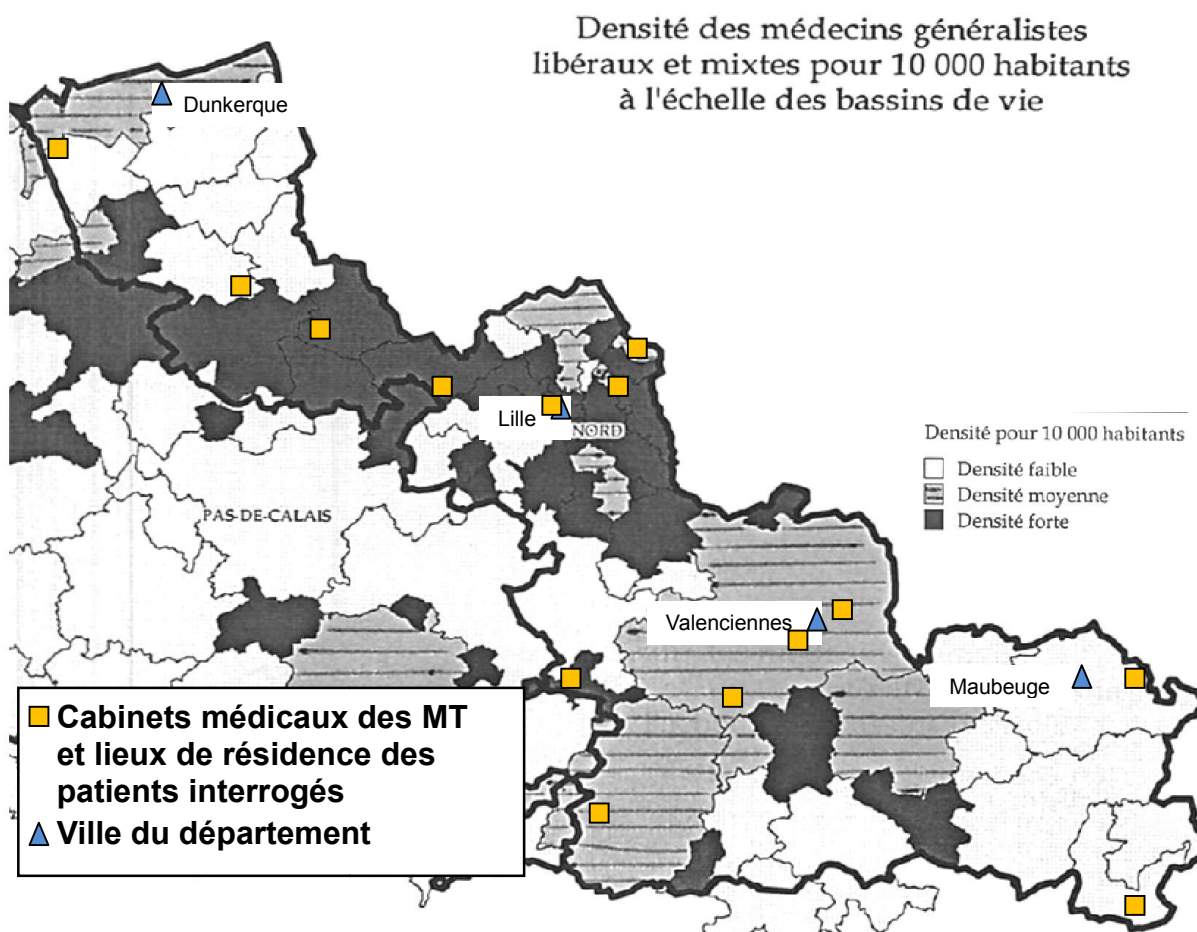 Densité des médecins généralistes
libéraux et mixtes pour 10 000 habitants
à l'échelle des bassins de vie
Dunkerque
Lille
NORD
Densité pour 10 000 habitants
Densité faible
Densité moyenne
Densité forte
PAS-DE-CALAIS
Valenciennes
Maubeuge
Cabinets médicaux des MT
et lieux de résidence des
patients interrogés
Ville du département